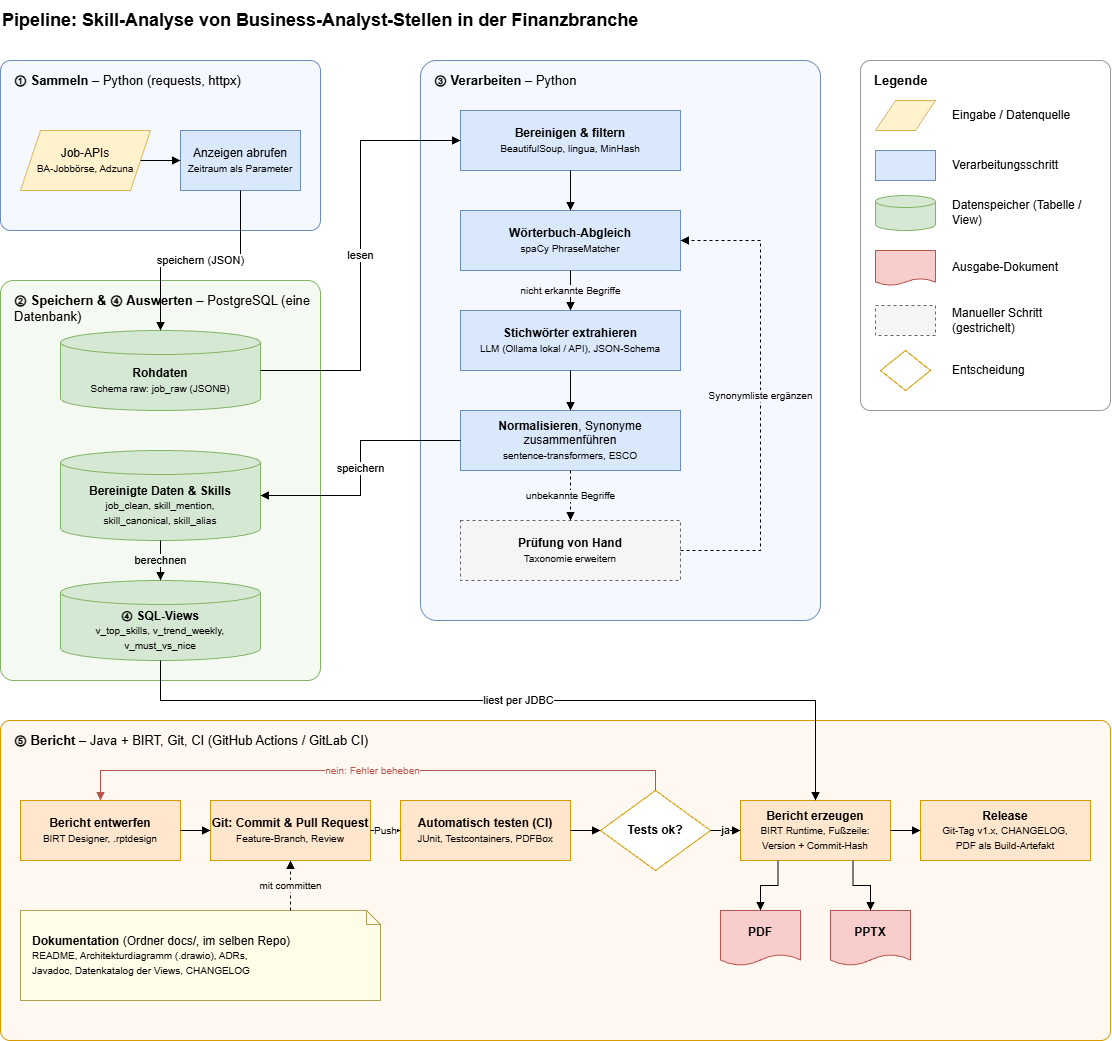 Pipeline: Skill-Analyse von Business-Analyst-Stellen in der Finanzbranche
① Sammeln – Python (requests, httpx)
Job-APIs
BA-Jobbörse, Adzuna
Anzeigen abrufen
Zeitraum als Parameter
speichern (JSON)
② Speichern & ④ Auswerten – PostgreSQL (eine
Datenbank)
Rohdaten
Schema raw: job_raw (JSONB)
Bereinigte Daten & Skills
job_clean, skill_mention,
skill_canonical, skill_alias
berechnen
④ SQL-Views
v_top_skills, v_trend_weekly,
v_must_vs_nice
lesen
speichern
③ Verarbeiten – Python
Bereinigen & filtern
BeautifulSoup, lingua, MinHash
Wörterbuch-Abgleich
spaCy PhraseMatcher
nicht erkannte Begriffe
Stichwörter extrahieren
LLM (Ollama lokal / API), JSON-Schema
Normalisieren, Synonyme
zusammenführen
sentence-transformers, ESCO
unbekannte Begriffe
Prüfung von Hand
Taxonomie erweitern
Synonymliste ergänzen
Legende
Eingabe / Datenquelle
Verarbeitungsschritt
Datenspeicher (Tabelle /
View)
Ausgabe-Dokument
Manueller Schritt
(gestrichelt)
Entscheidung
liest per JDBC
⑤ Bericht – Java + BIRT, Git, CI (GitHub Actions / GitLab CI)
nein: Fehler beheben
Bericht entwerfen
BIRT Designer, .rptdesign
Git: Commit & Pull Request
Feature-Branch, Review
Push
Automatisch testen (CI)
JUnit, Testcontainers, PDFBox
Tests ok?
ja
Bericht erzeugen
BIRT Runtime, Fußzeile:
Version + Commit-Hash
Release
Git-Tag v1.x, CHANGELOG,
PDF als Build-Artefakt
mit committen
Dokumentation (Ordner docs/, im selben Repo)
README, Architekturdiagramm (.drawio), ADRs,
Javadoc, Datenkatalog der Views, CHANGELOG
PDF
PPTX